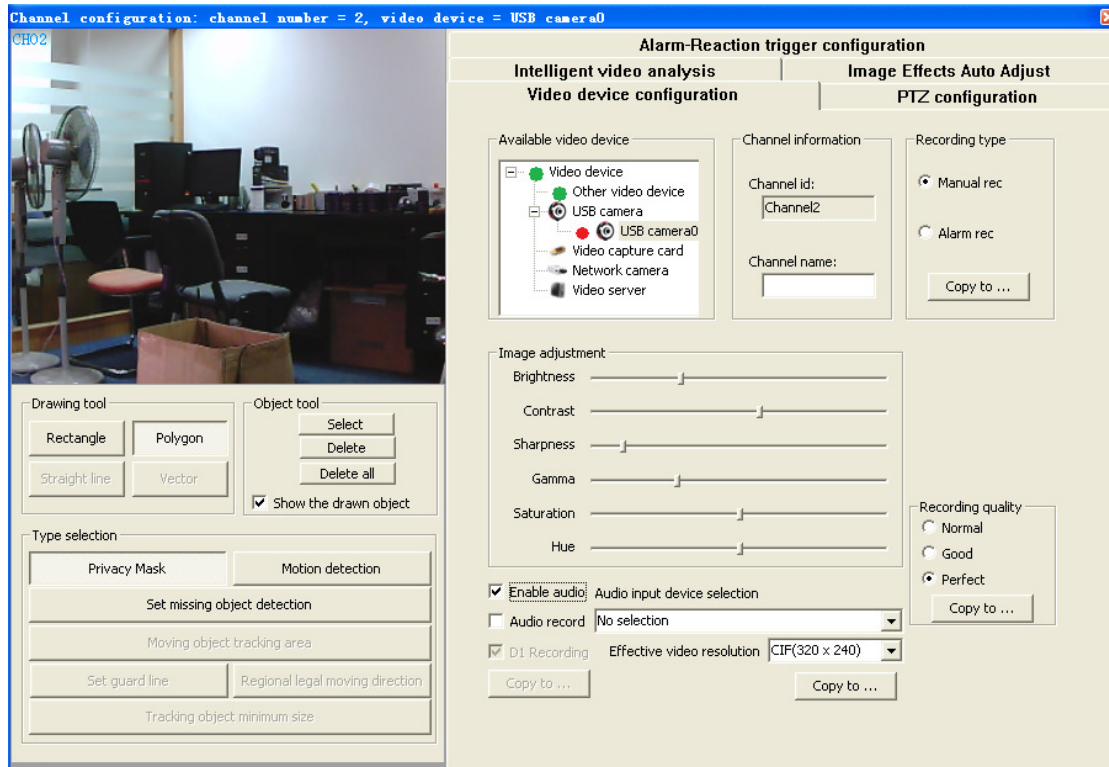 Channel configuration: channel number = 2, video device = USB camera0
CH02
Alarm-Reaction trigger configuration
Intelligent video analysis
Image Effects Auto Adjust
Video device configuration
PTZ configuration
Available video device
Video device
Other video device
USB camera
USB camera0
Video capture card
Network camera
Video server
Channel information
Channel id:
Channel2
Channel name:
Recording type
Manual rec
Alarm rec
Copy to ...
Image adjustment
Brightness
Contrast
Sharpness
Gamma
Saturation
Hue
Drawing tool
Rectangle
Polygon
Straight line
Vector
Object tool
Select
Delete
Delete all
Show the drawn object
Type selection
Privacy Mask
Motion detection
Set missing object detection
Moving object tracking area
Set guard line
Regional legal moving direction
Tracking object minimum size
Recording quality
Normal
Good
Perfect
Copy to ...
Enable audio
Audio input device selection
Audio record
No selection
D1 Recording
Effective video resolution
CIF(320 x 240)
Copy to ...
Copy to ...